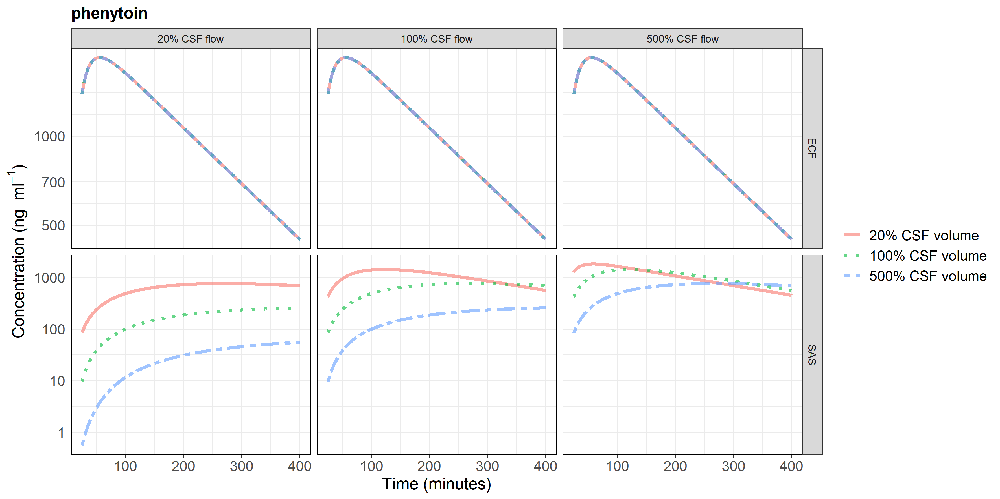 phenytoin
20% CSF flow
100% CSF flow
500% CSF flow
1000
700
500
ECF
1000
100
10
1
SAS
Concentration (ng ml⁻¹)
20% CSF volume
100% CSF volume
500% CSF volume
100 200 300 400
100 200 300 400
100 200 300 400
Time (minutes)